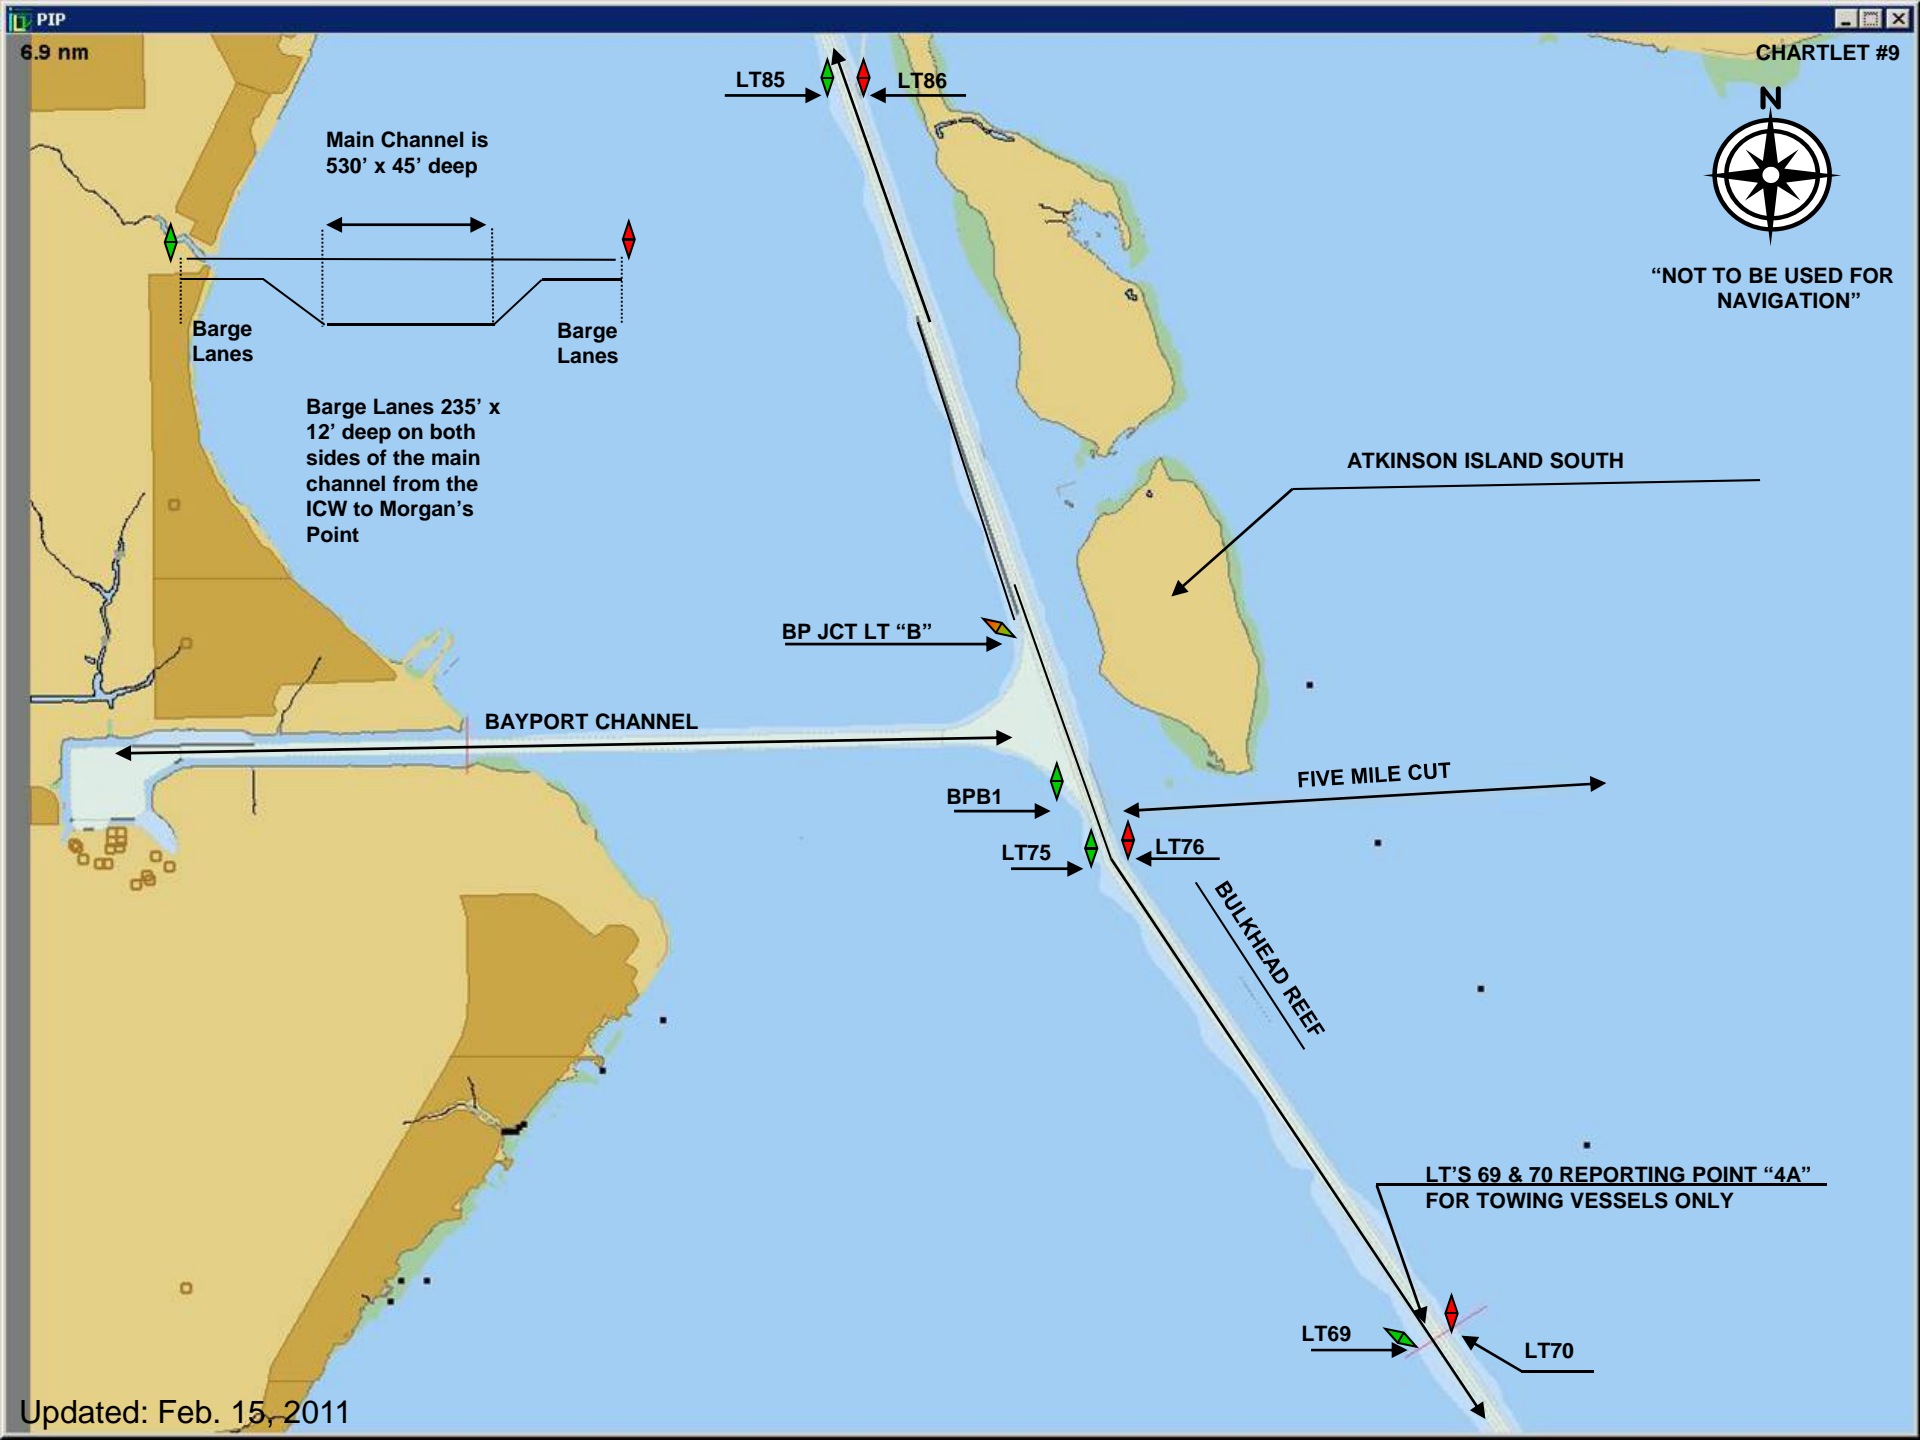 PIP
6.9 nm
CHARTLET #9
LT85
LT86
N
Main Channel is
530’ x 45’ deep
“NOT TO BE USED FOR
NAVIGATION”
Barge
Lanes
Barge
Lanes
Barge Lanes 235’ x
12’ deep on both
sides of the main
channel from the
ICW to Morgan’s
Point
ATKINSON ISLAND SOUTH
BP JCT LT “B”
BAYPORT CHANNEL
FIVE MILE CUT
BPB1
LT75
LT76
BULKHEAD REEF
LT’S 69 & 70 REPORTING POINT “4A”
FOR TOWING VESSELS ONLY
LT69
LT70
Updated: Feb. 15, 2011